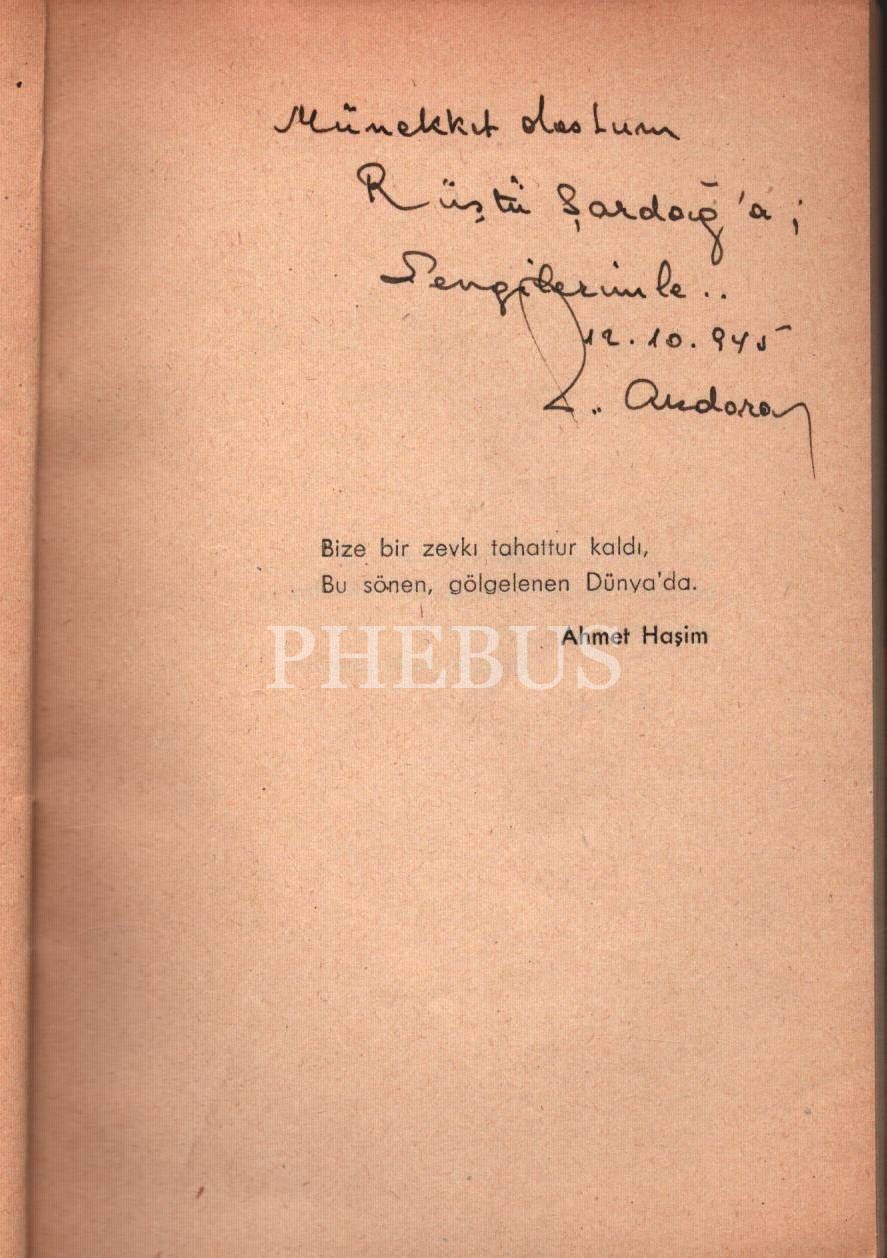 Münekkit dostum
Rüştü Şardağ'a;
Sevgilerimle..
12.10.945
Bize bir zevkı tahattur kaldı,
Bu sönen, gölgelenen Dünya'da.
Ahmet Haşim
PHEBUS